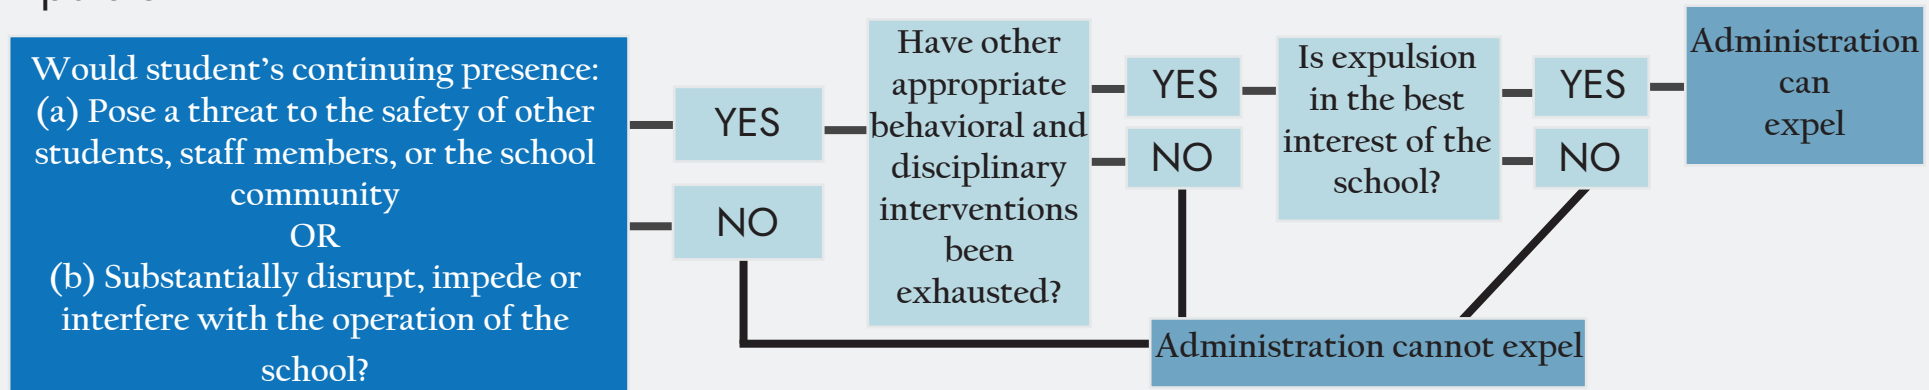 Would student's continuing presence:
(a) Pose a threat to the safety of other
students, staff members, or the school
community
OR
(b) Substantially disrupt, impede or
interfere with the operation of the
school?
YES
NO
Have other
appropriate
behavioral and
disciplinary
interventions
been
exhausted?
YES
NO
Is expulsion
in the best
interest of the
school?
YES
NO
Administration
can
expel
Administration cannot expel